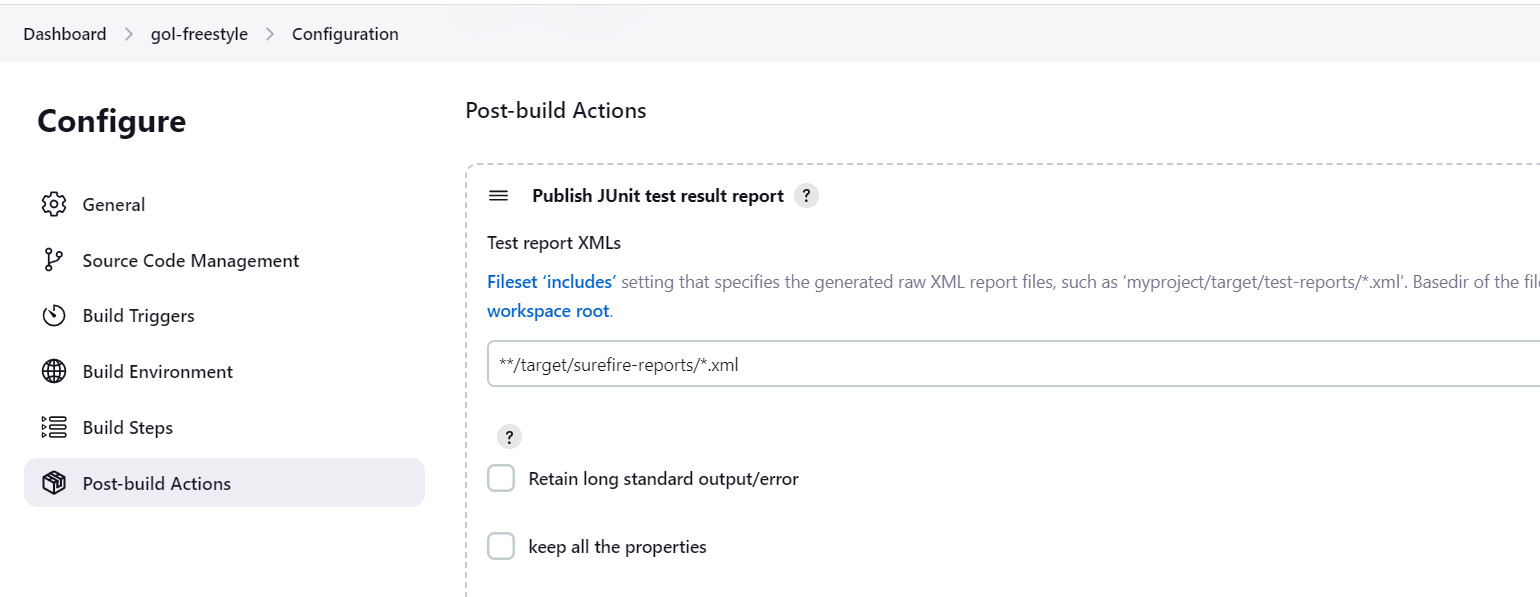 Dashboard > gol-freestyle > Configuration
Configure
General
Source Code Management
Build Triggers
Build Environment
Build Steps
Post-build Actions
Post-build Actions
Publish JUnit test result report ?
Test report XMLs
Fileset ‘includes’ setting that specifies the generated raw XML report files, such as ‘myproject/target/test-reports/*.xml’. Basedir of the
workspace root.
**/target/surefire-reports/*.xml
?
Retain long standard output/error
keep all the properties